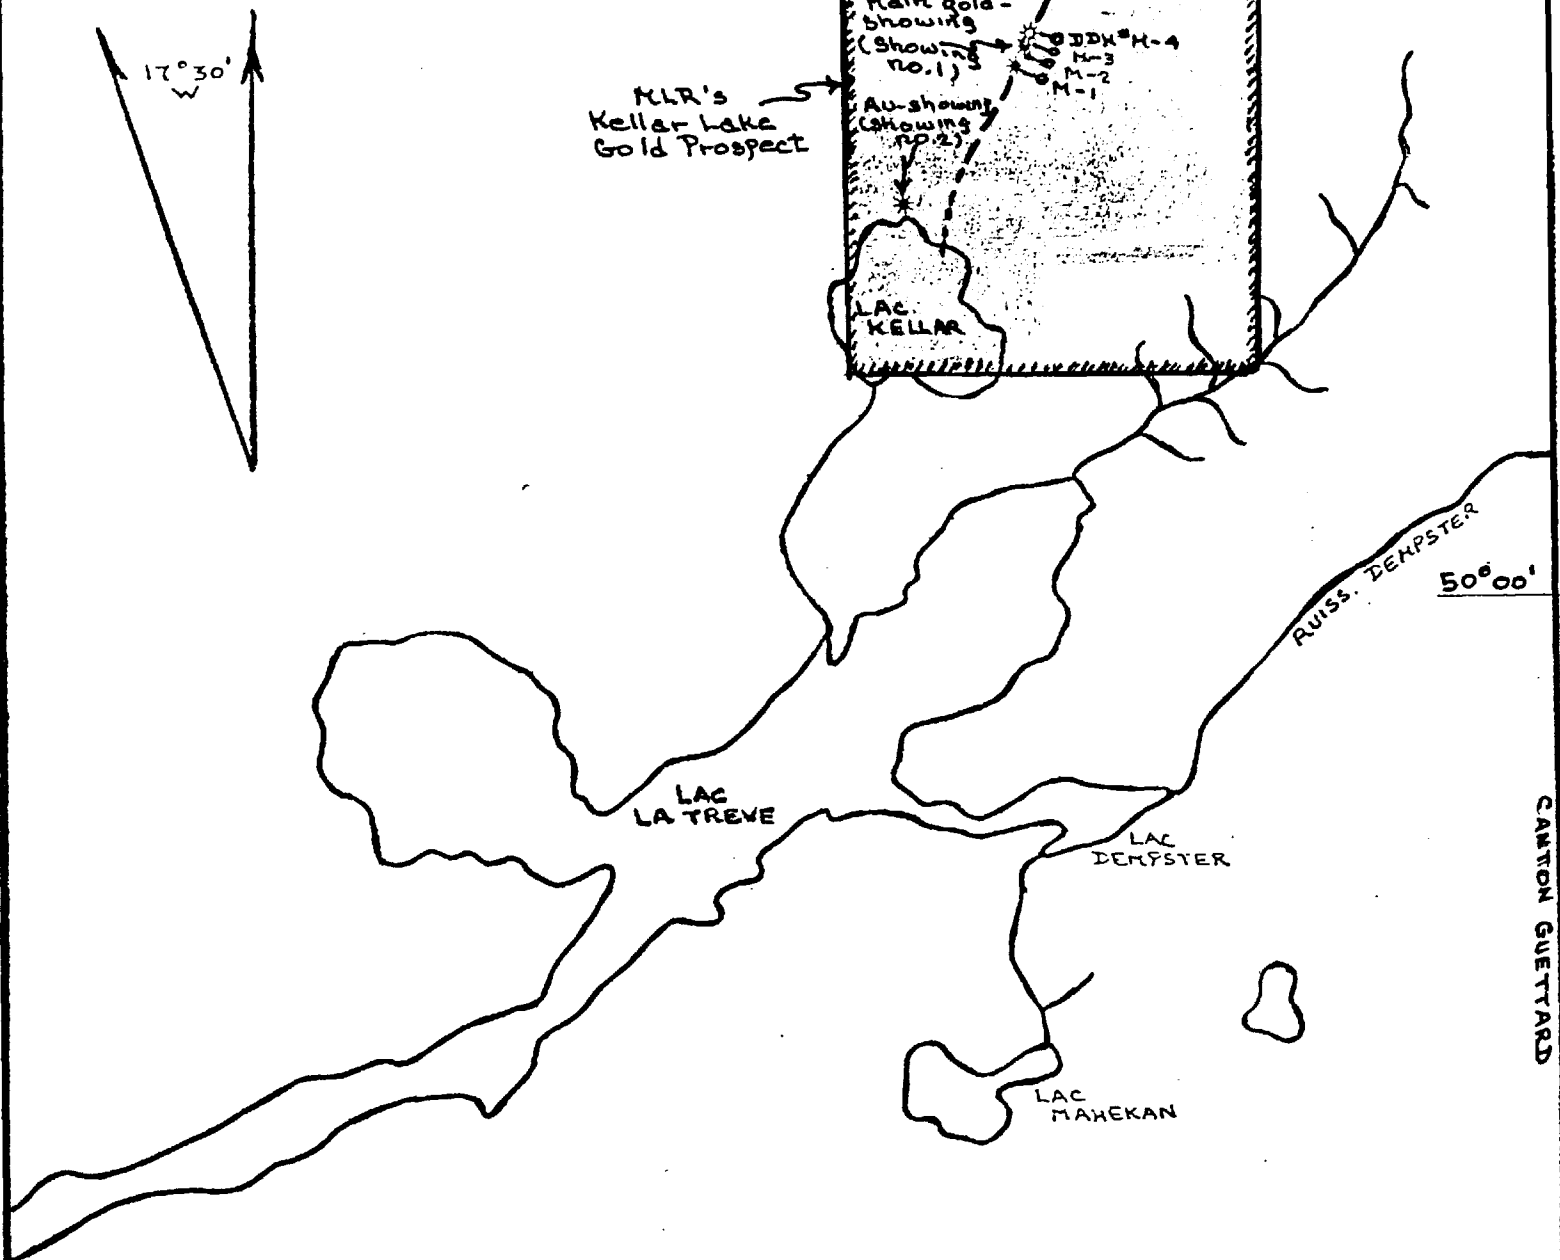 Main gold-
showing
(showing
no.1)
DDH#M-4
M-3
M-2
M-1
17°30'
W
MLR's
Kellar Lake
Gold Prospect
Au-showing
(showing
no.2)
LAC
KELLAR
RUISS. DEMPSTER
50°00'
LAC
LA TREVE
LAC
DEMPSTER
CANTON GUETTARD
LAC
MAHEKAN